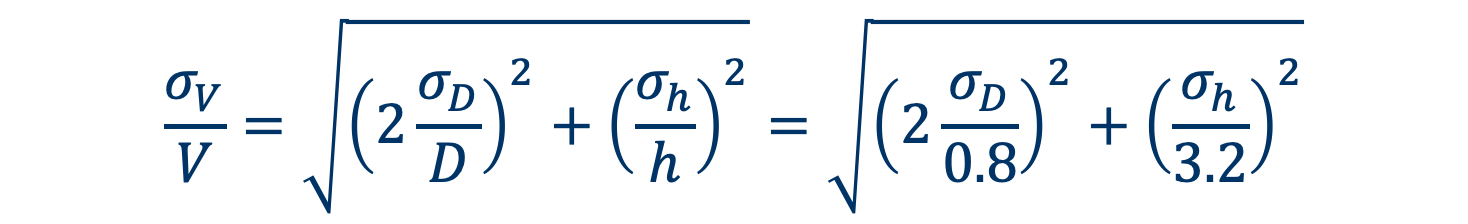 σ_V/V = √((2 σ_D/D)² + (σ_h/h)²) = √((2 σ_D/0.8)² + (σ_h/3.2)²)